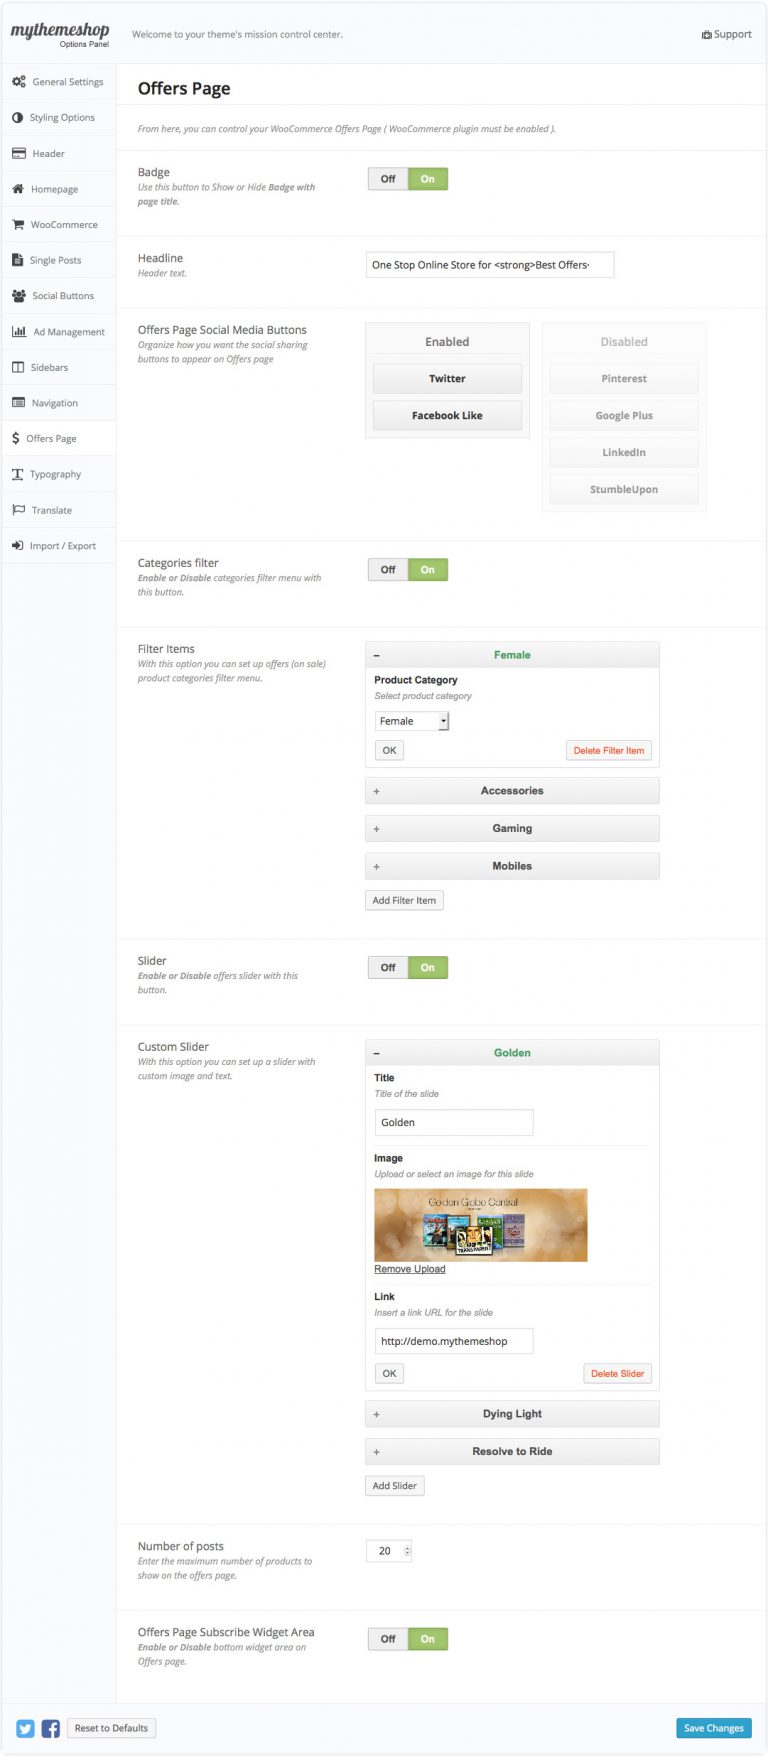 mythemeshop
Options Panel
Welcome to your theme's mission control center.
Support
General Settings
Styling Options
Header
Homepage
WooCommerce
Single Posts
Social Buttons
Ad Management
Sidebars
Navigation
Offers Page
Typography
Translate
Import / Export
Offers Page
From here, you can control your WooCommerce Offers Page ( WooCommerce plugin must be enabled ).
Badge
Use this button to Show or Hide Badge with
page title.
Off On
Headline
Header text.
One Stop Online Store for <strong>Best Offers
Offers Page Social Media Buttons
Organize how you want the social sharing
buttons to appear on Offers page
Enabled
Twitter
Facebook Like
Disabled
Pinterest
Google Plus
LinkedIn
StumbleUpon
Categories filter
Enable or Disable categories filter menu with
this button.
Off On
Filter Items
With this option you can set up offers (on sale)
product categories filter menu.
– Female
Product Category
Select product category
Female
OK Delete Filter Item
+ Accessories
+ Gaming
+ Mobiles
Add Filter Item
Slider
Enable or Disable offers slider with this
button.
Off On
Custom Slider
With this option you can set up a slider with
custom image and text.
– Golden
Title
Title of the slide
Golden
Image
Upload or select an image for this slide
Golden Globe Central
TRANSPARENT
Remove Upload
Link
Insert a link URL for the slide
http://demo.mythemeshop
OK Delete Slider
+ Dying Light
+ Resolve to Ride
Add Slider
Number of posts
Enter the maximum number of products to
show on the offers page.
20
Offers Page Subscribe Widget Area
Enable or Disable bottom widget area on
Offers page.
Off On
Reset to Defaults
Save Changes